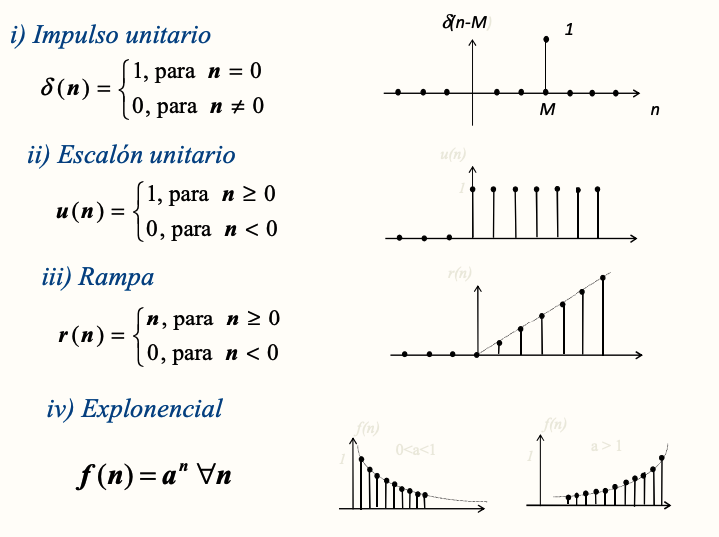 i) Impulso unitario
δ(n) = { 1, para n = 0
0, para n ≠ 0
δ(n-M)
1
M
n
ii) Escalón unitario
u(n) = { 1, para n ≥ 0
0, para n < 0
u(n)
1
iii) Rampa
r(n) = { n, para n ≥ 0
0, para n < 0
r(n)
iv) Explonencial
f(n) = aⁿ ∀n
f(n)
0<a<1
1
f(n)
a > 1
1